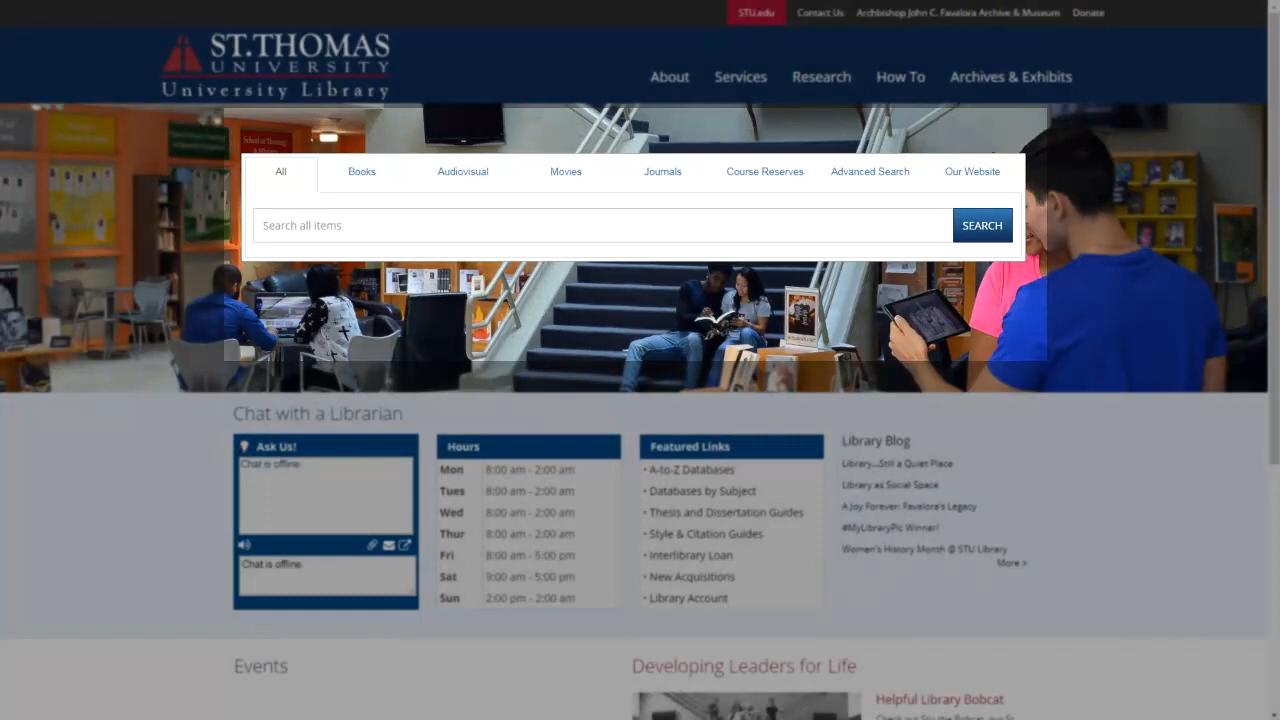 STU.edu Contact Us Archbishop John C. Favalora Archive & Museum Donate
ST. THOMAS
UNIVERSITY
University Library
About Services Research How To Archives & Exhibits
All Books Audiovisual Movies Journals Course Reserves Advanced Search Our Website
Search all items SEARCH
Chat with a Librarian
Ask Us!
Chat is offline.
Chat is offline.
Hours
Mon 8:00 am - 2:00 am
Tues 8:00 am - 2:00 am
Wed 8:00 am - 2:00 am
Thur 8:00 am - 2:00 am
Fri 8:00 am - 5:00 pm
Sat 9:00 am - 5:00 pm
Sun 2:00 pm - 2:00 am
Featured Links
• A-to-Z Databases
• Databases by Subject
• Thesis and Dissertation Guides
• Style & Citation Guides
• Interlibrary Loan
• New Acquisitions
• Library Account
Library Blog
Library...Still a Quiet Place
Library as Social Space
A Joy Forever: Favalora's Legacy
#MyLibraryPic Winner!
Women's History Month @ STU Library
More >
Events
Developing Leaders for Life
Helpful Library Bobcat